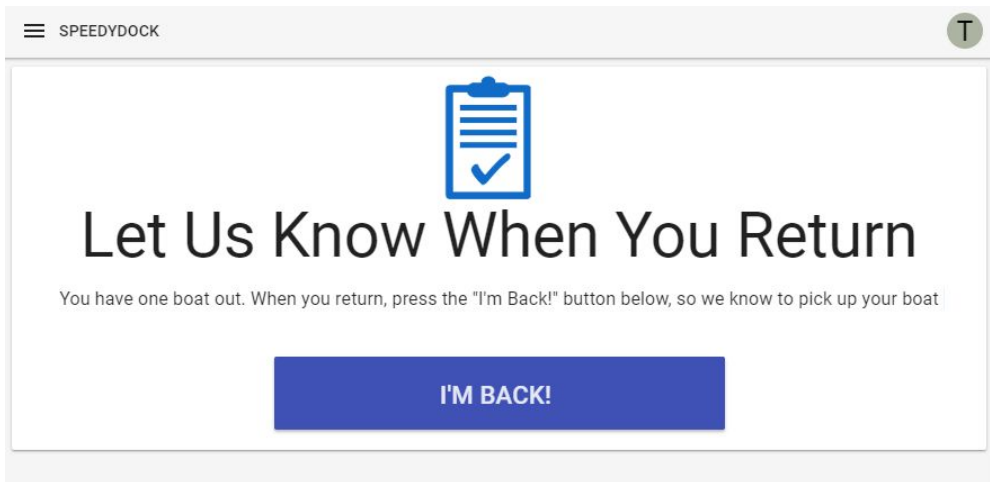 SPEEDYDOCK
T
Let Us Know When You Return
You have one boat out. When you return, press the "I'm Back!" button below, so we know to pick up your boat
I'M BACK!